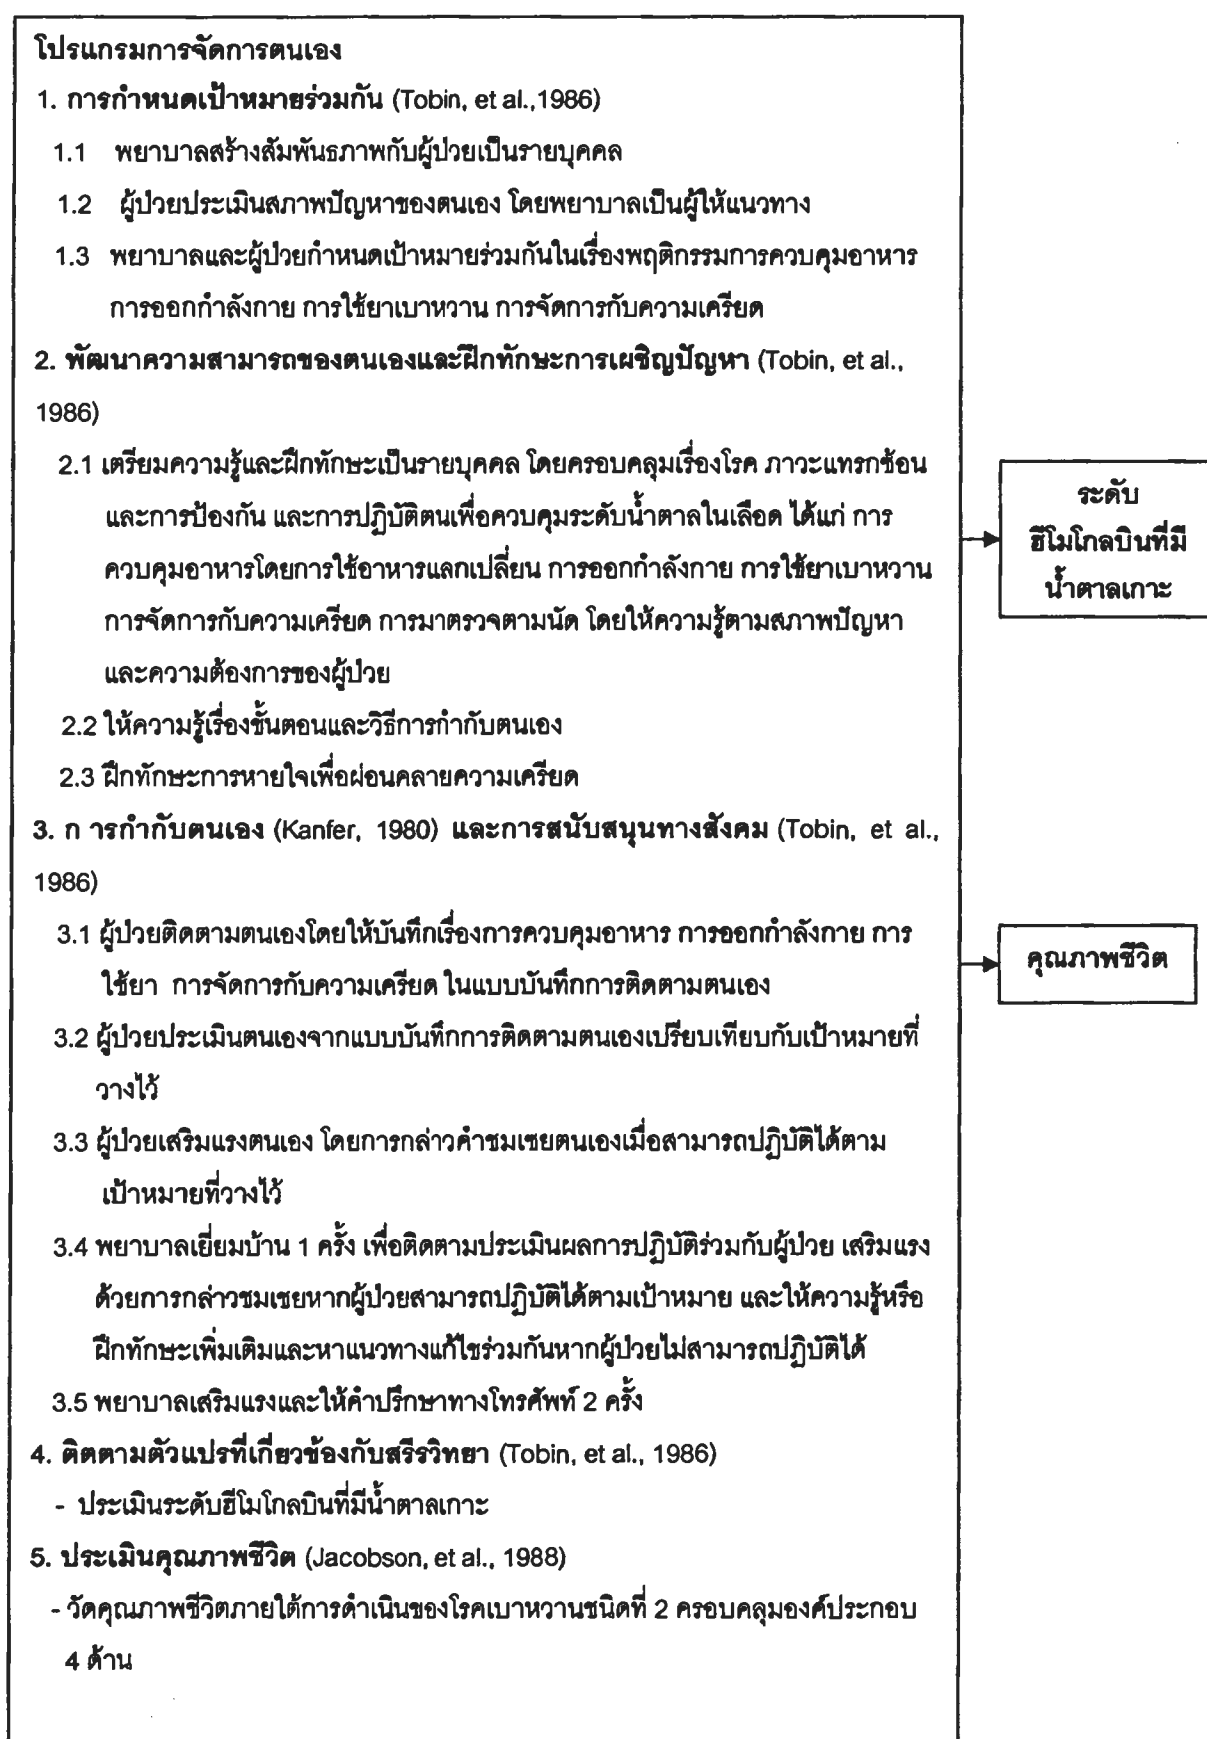 โปรแกรมการจัดการตนเอง
1. การกำหนดเป้าหมายร่วมกัน (Tobin, et al.,1986)
1.1 พยาบาลสร้างสัมพันธภาพกับผู้ป่วยเป็นรายบุคคล
1.2 ผู้ป่วยประเมินสภาพปัญหาของตนเอง โดยพยาบาลเป็นผู้ให้แนวทาง
1.3 พยาบาลและผู้ป่วยกำหนดเป้าหมายร่วมกันในเรื่องพฤติกรรมการควบคุมอาหาร
การออกกำลังกาย การใช้ยาเบาหวาน การจัดการกับความเครียด
2. พัฒนาความสามารถของตนเองและฝึกทักษะการเผชิญปัญหา (Tobin, et al.,
1986)
2.1 เตรียมความรู้และฝึกทักษะเป็นรายบุคคล โดยครอบคลุมเรื่องโรค ภาวะแทรกซ้อน
และการป้องกัน และการปฏิบัติตนเพื่อควบคุมระดับน้ำตาลในเลือด ได้แก่ การ
ควบคุมอาหารโดยการใช้อาหารแลกเปลี่ยน การออกกำลังกาย การใช้ยาเบาหวาน
การจัดการกับความเครียด การมาตรวจตามนัด โดยให้ความรู้ตามสภาพปัญหา
และความต้องการของผู้ป่วย
2.2 ให้ความรู้เรื่องขั้นตอนและวิธีการกำกับตนเอง
2.3 ฝึกทักษะการหายใจเพื่อผ่อนคลายความเครียด
3. ก ารกำกับตนเอง (Kanfer, 1980) และการสนับสนุนทางสังคม (Tobin, et al.,
1986)
3.1 ผู้ป่วยติดตามตนเองโดยให้บันทึกเรื่องการควบคุมอาหาร การออกกำลังกาย การ
ใช้ยา การจัดการกับความเครียด ในแบบบันทึกการติดตามตนเอง
3.2 ผู้ป่วยประเมินตนเองจากแบบบันทึกการติดตามตนเองเปรียบเทียบกับเป้าหมายที่
วางไว้
3.3 ผู้ป่วยเสริมแรงตนเอง โดยการกล่าวคำชมเชยตนเองเมื่อสามารถปฏิบัติได้ตาม
เป้าหมายที่วางไว้
3.4 พยาบาลเยี่ยมบ้าน 1 ครั้ง เพื่อติดตามประเมินผลการปฏิบัติร่วมกับผู้ป่วย เสริมแรง
ด้วยการกล่าวชมเชยหากผู้ป่วยสามารถปฏิบัติได้ตามเป้าหมาย และให้ความรู้หรือ
ฝึกทักษะเพิ่มเติมและหาแนวทางแก้ไขร่วมกันหากผู้ป่วยไม่สามารถปฏิบัติได้
3.5 พยาบาลเสริมแรงและให้คำปรึกษาทางโทรศัพท์ 2 ครั้ง
4. ติดตามตัวแปรที่เกี่ยวข้องกับสรีรวิทยา (Tobin, et al., 1986)
- ประเมินระดับฮีโมโกลบินที่มีน้ำตาลเกาะ
5. ประเมินคุณภาพชีวิต (Jacobson, et al., 1988)
- วัดคุณภาพชีวิตภายใต้การดำเนินของโรคเบาหวานชนิดที่ 2 ครอบคลุมองค์ประกอบ
4 ด้าน
ระดับ
ฮีโมโกลบินที่มี
น้ำตาลเกาะ
คุณภาพชีวิต